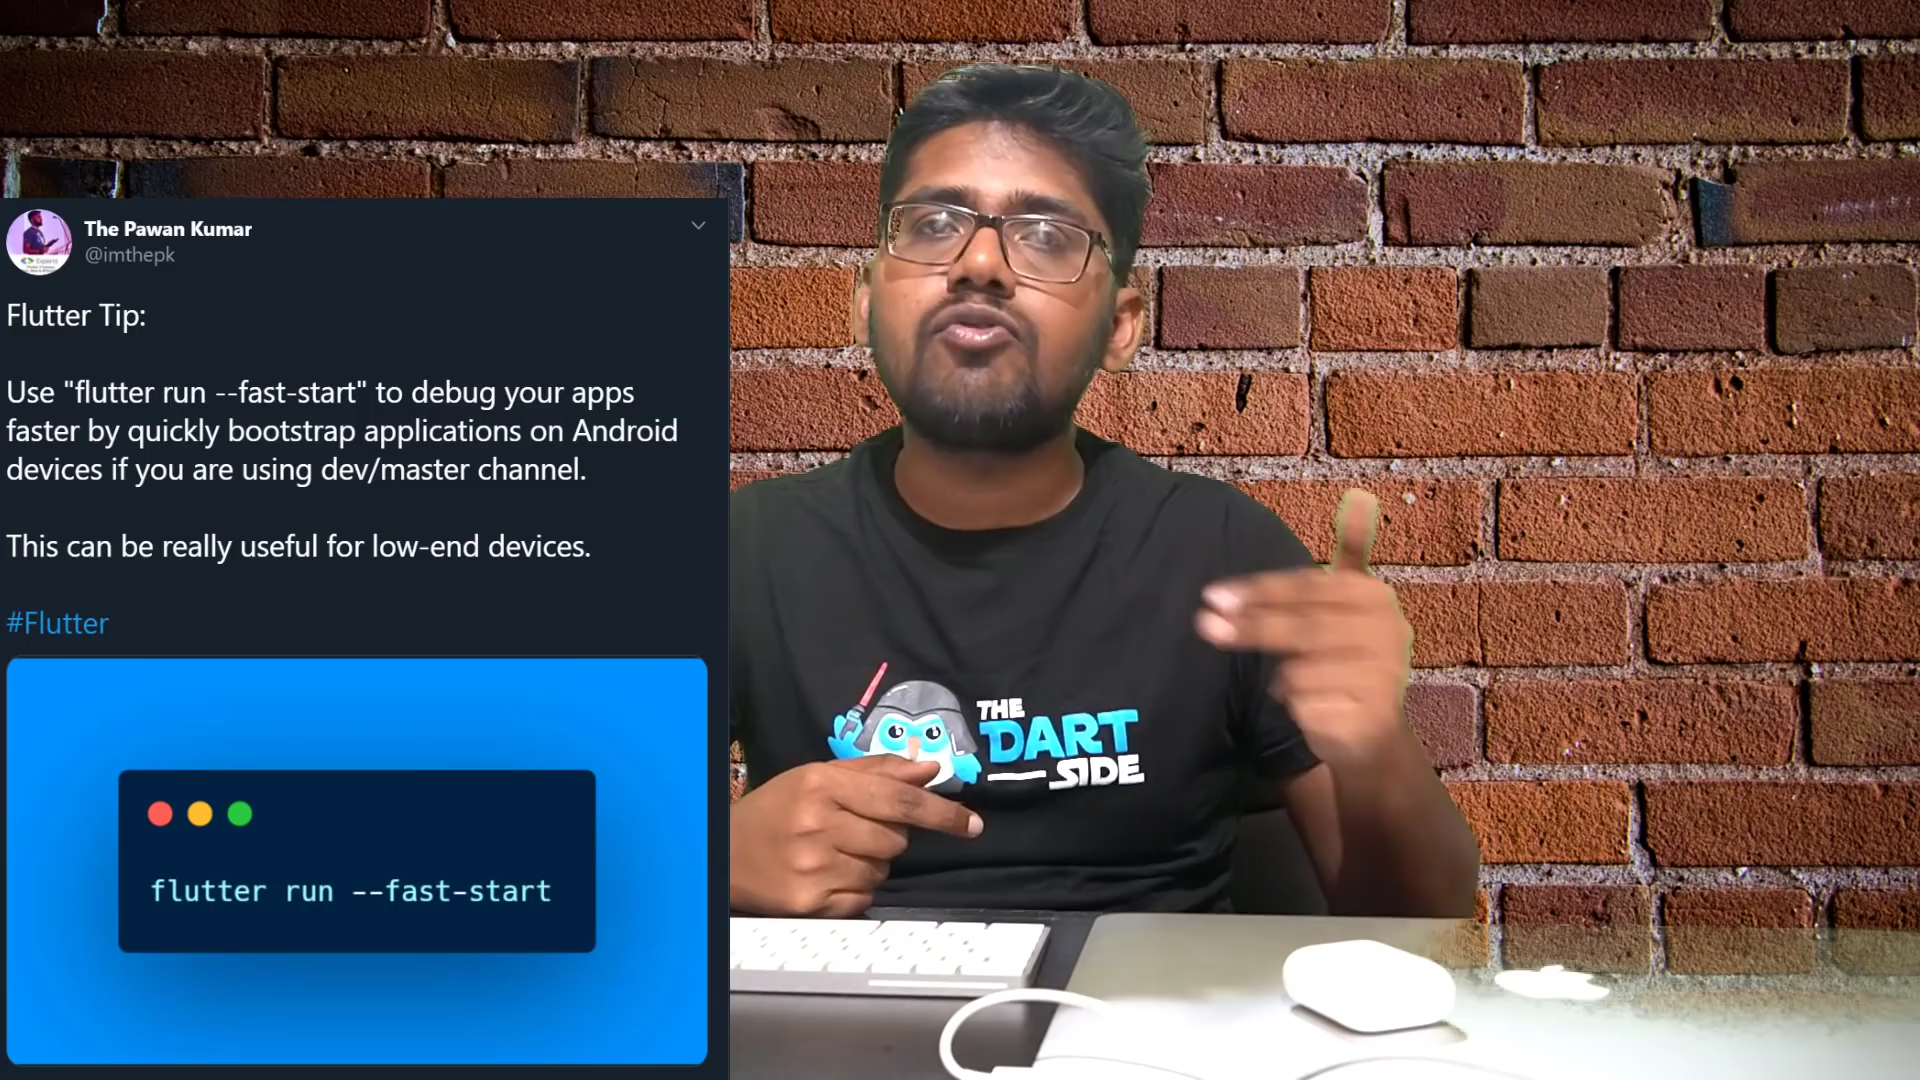 The Pawan Kumar
@imthepk
Flutter Tip:
Use "flutter run --fast-start" to debug your apps
faster by quickly bootstrap applications on Android
devices if you are using dev/master channel.
This can be really useful for low-end devices.
#Flutter
flutter run --fast-start
THE
DART
SIDE